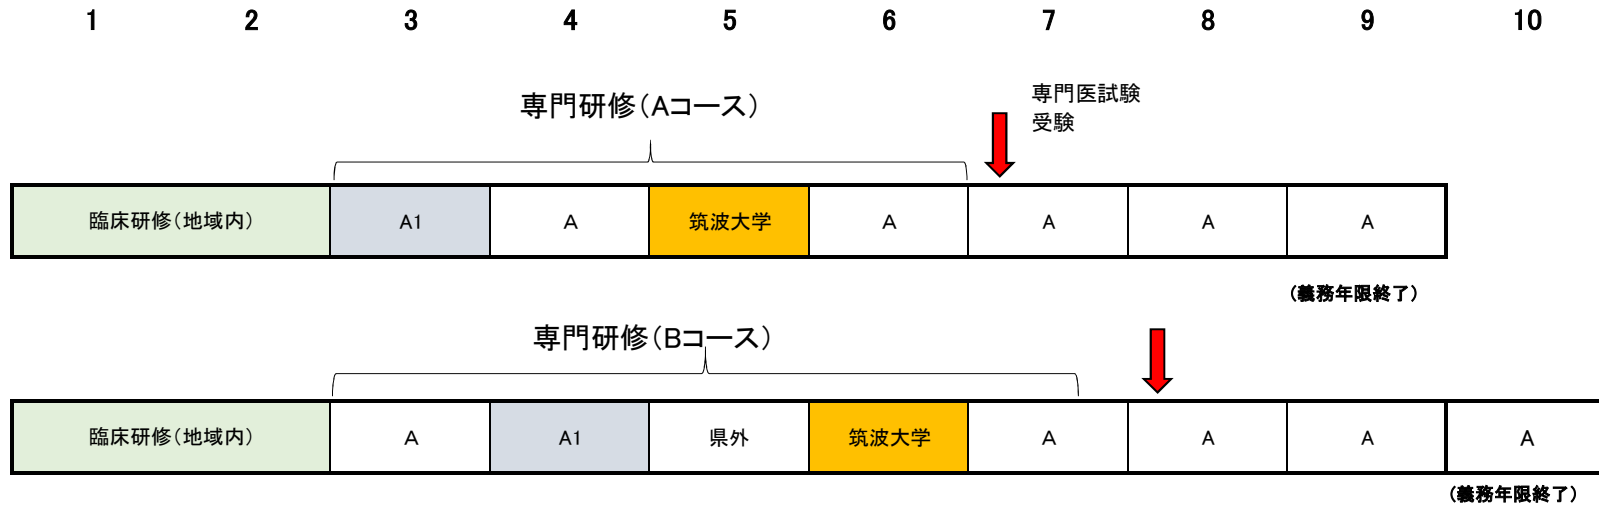 1 2 3 4 5 6 7 8 9 10
専門研修(Aコース)
専門医試験
受験
臨床研修(地域内) A1 A 筑波大学 A A A A
(義務年限終了)
専門研修(Bコース)
臨床研修(地域内) A A1 県外 筑波大学 A A A A
(義務年限終了)